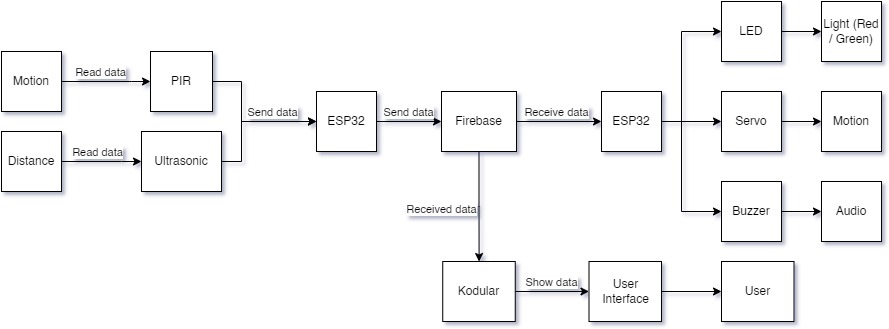 LED
Light (Red
/ Green)
Motion
Read data
PIR
Send data
ESP32
Send data
Firebase
Receive data
ESP32
Servo
Motion
Distance
Read data
Ultrasonic
Buzzer
Audio
Received data
Kodular
Show data
User
Interface
User